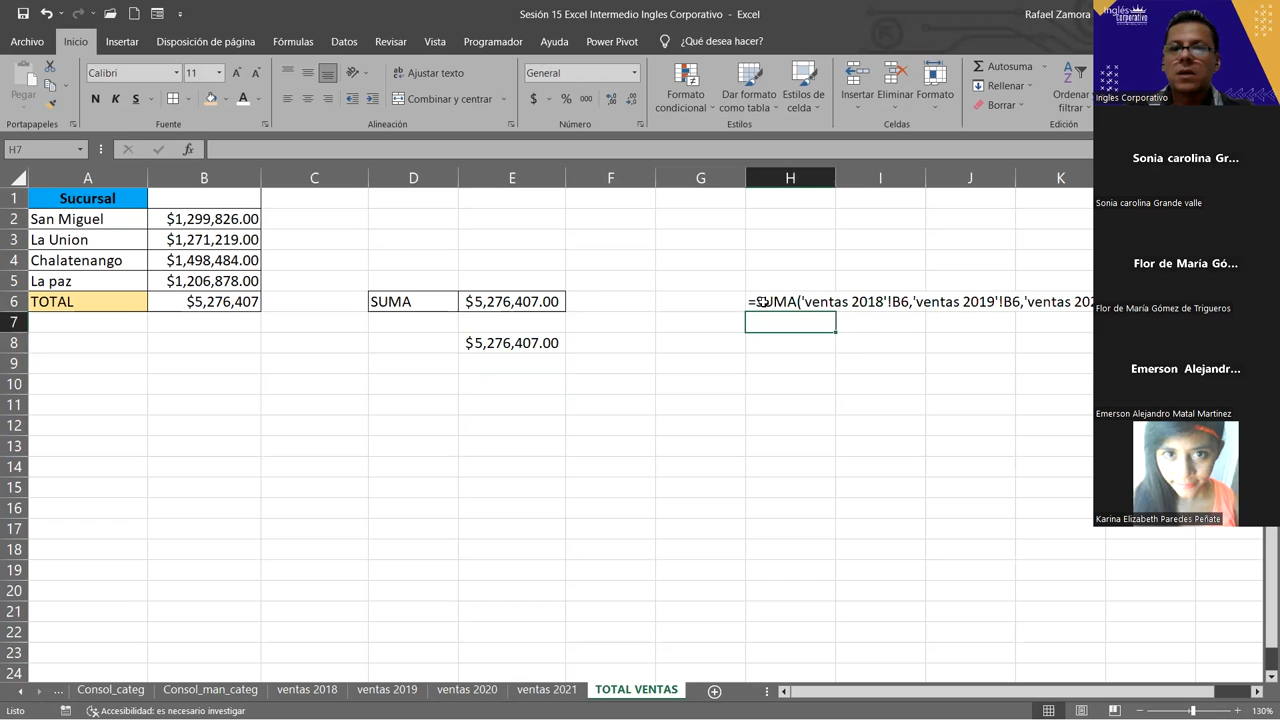 Sesión 15 Excel Intermedio Ingles Corporativo - Excel
Rafael Zamora
Archivo Inicio Insertar Disposición de página Fórmulas Datos Revisar Vista Programador Ayuda Power Pivot ¿Qué desea hacer?
Pegar
Calibri 11
N K S
Ajustar texto
Combinar y centrar
General
$ % 000
Formato condicional
Dar formato como tabla
Estilos de celda
Insertar Eliminar Formato
Autosuma
Rellenar
Borrar
Ordenar
filtrar
Portapapeles Fuente Alineación Número Estilos Celdas Edición
H7 fx
A B C D E F G H I J K
1 Sucursal
2 San Miguel $1,299,826.00
3 La Union $1,271,219.00
4 Chalatenango $1,498,484.00
5 La paz $1,206,878.00
6 TOTAL $5,276,407 SUMA $5,276,407.00 =SUMA('ventas 2018'!B6,'ventas 2019'!B6,'ventas 20
7
8 $5,276,407.00
9
10
11
12
13
14
15
16
17
18
19
20
21
22
23
24
... Consol_categ Consol_man_categ ventas 2018 ventas 2019 ventas 2020 ventas 2021 TOTAL VENTAS
Listo Accesibilidad: es necesario investigar 130%
Inglés
Corporativo
Ingles Corporativo
Sonia carolina Gr...
Sonia carolina Grande valle
Flor de María Gó...
Flor de María Gómez de Trigueros
Emerson Alejandr...
Emerson Alejandro Matal Martinez
Karina Elizabeth Paredes Peñate